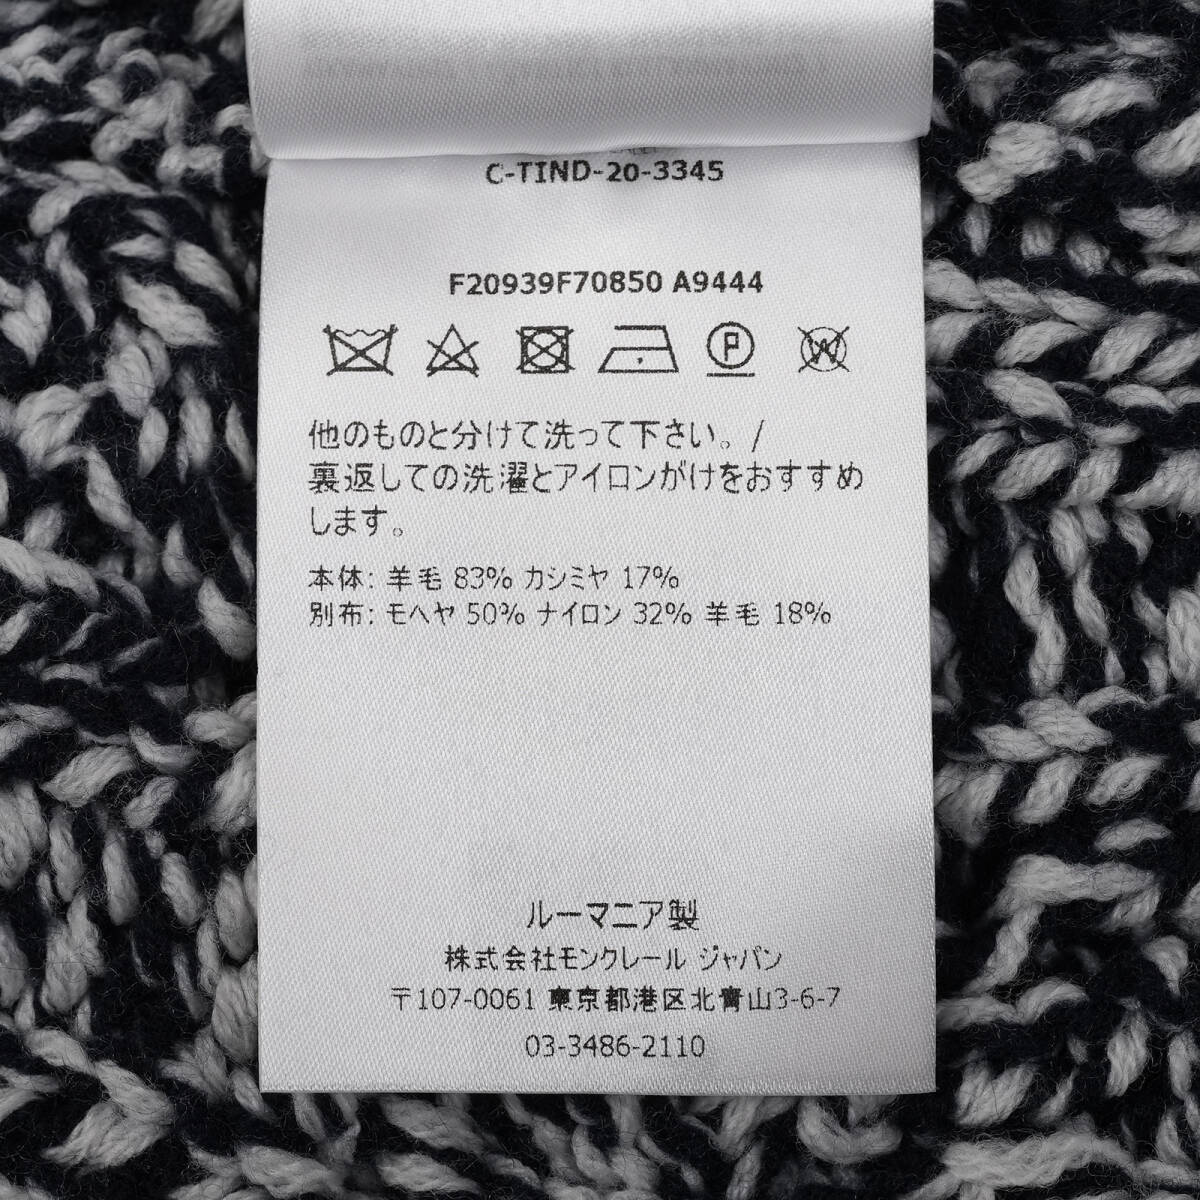 C-TIND-20-3345
F20939F70850 A9444
P
W
他のものと分けて洗って下さい。/
裏返しての洗濯とアイロンがけをおすすめ
します。
本体: 羊毛 83% カシミヤ 17%
別布: モヘヤ 50% ナイロン 32% 羊毛 18%
ルーマニア製
株式会社モンクレール ジャパン
〒107-0061 東京都港区北青山3-6-7
03-3486-2110